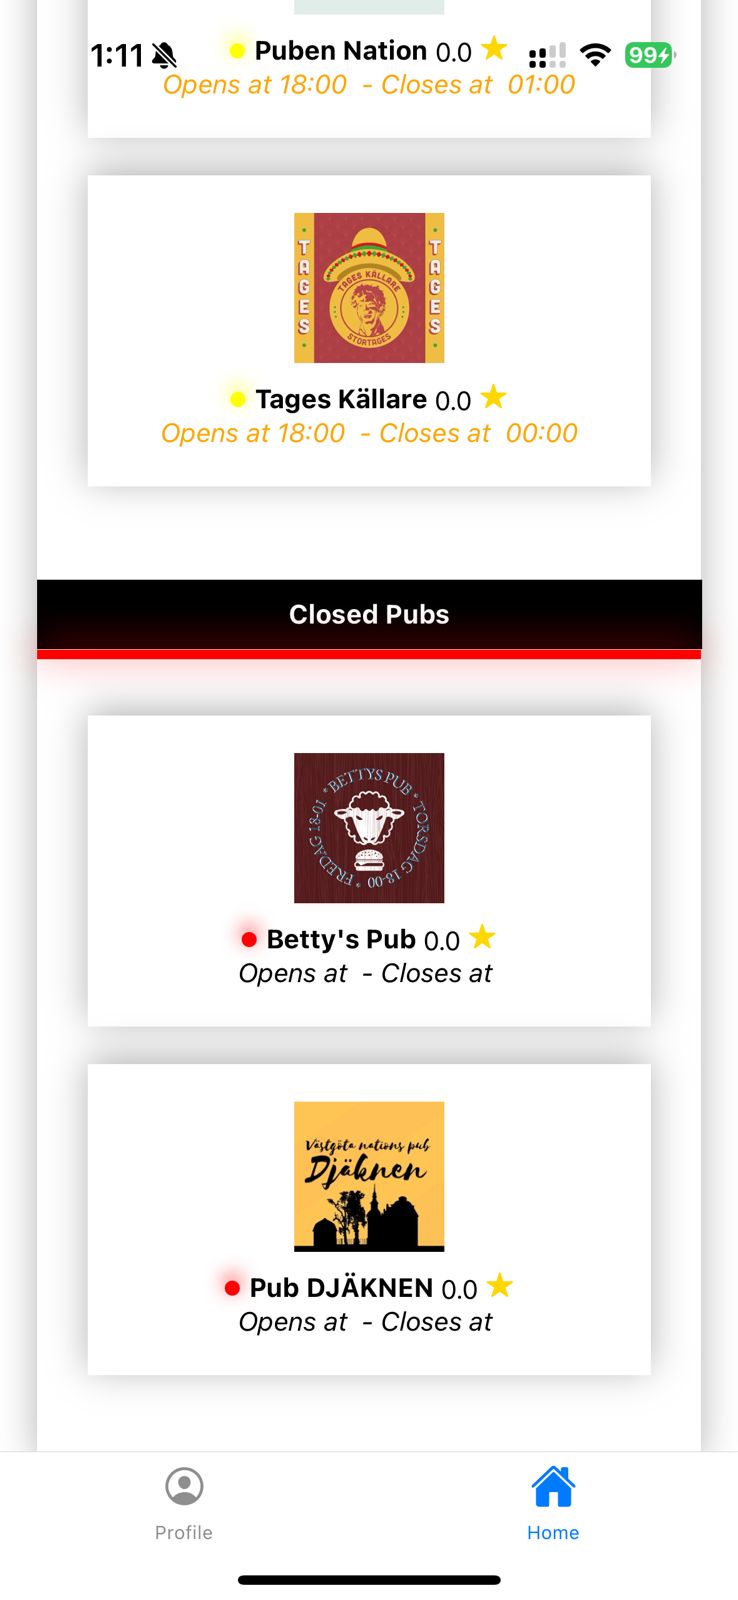 1:11
Puben Nation 0.0
99
Opens at 18:00 - Closes at 01:00
TAGES
TAGES KÄLLARE
STORTAGES
TAGES
Tages Källare 0.0
Opens at 18:00 - Closes at 00:00
Closed Pubs
* BETTYS PUB * TORSDAG 18-00 * FREDAG 18-01
Betty's Pub 0.0
Opens at - Closes at
Västgöta nations pub
Djäknen
Pub DJÄKNEN 0.0
Opens at - Closes at
Profile
Home